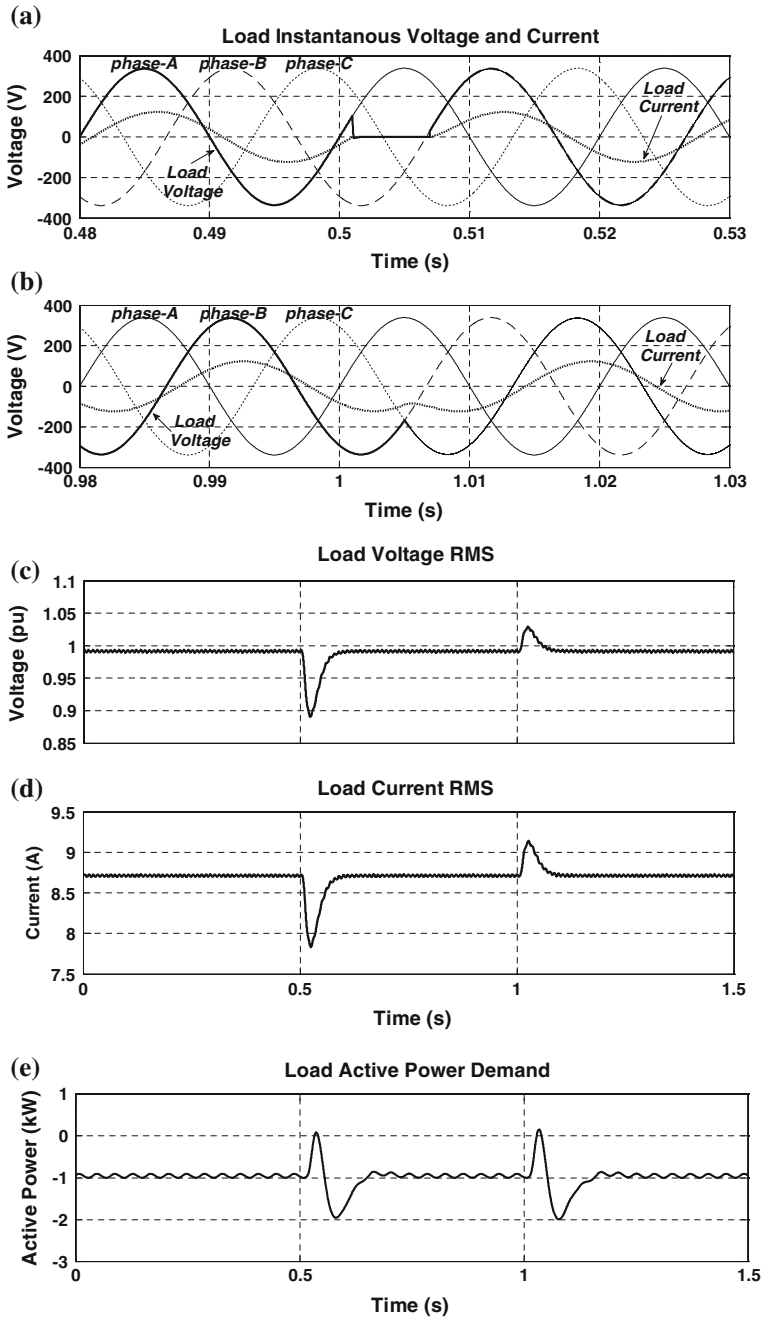 (a)
Load Instantanous Voltage and Current
phase-A phase-B phase-C
Load Current
Load Voltage
Voltage (V)
400
200
0
-200
-400
0.48 0.49 0.5 0.51 0.52 0.53
Time (s)
(b)
phase-A phase-B phase-C
Load Current
Load Voltage
Voltage (V)
400
200
0
-200
-400
0.98 0.99 1 1.01 1.02 1.03
Time (s)
Load Voltage RMS
(c)
Voltage (pu)
1.1
1.05
1
0.95
0.9
0.85
(d)
Load Current RMS
Current (A)
9.5
9
8.5
8
7.5
0 0.5 1 1.5
Time (s)
(e)
Load Active Power Demand
Active Power (kW)
1
0
-1
-2
-3
0 0.5 1 1.5
Time (s)